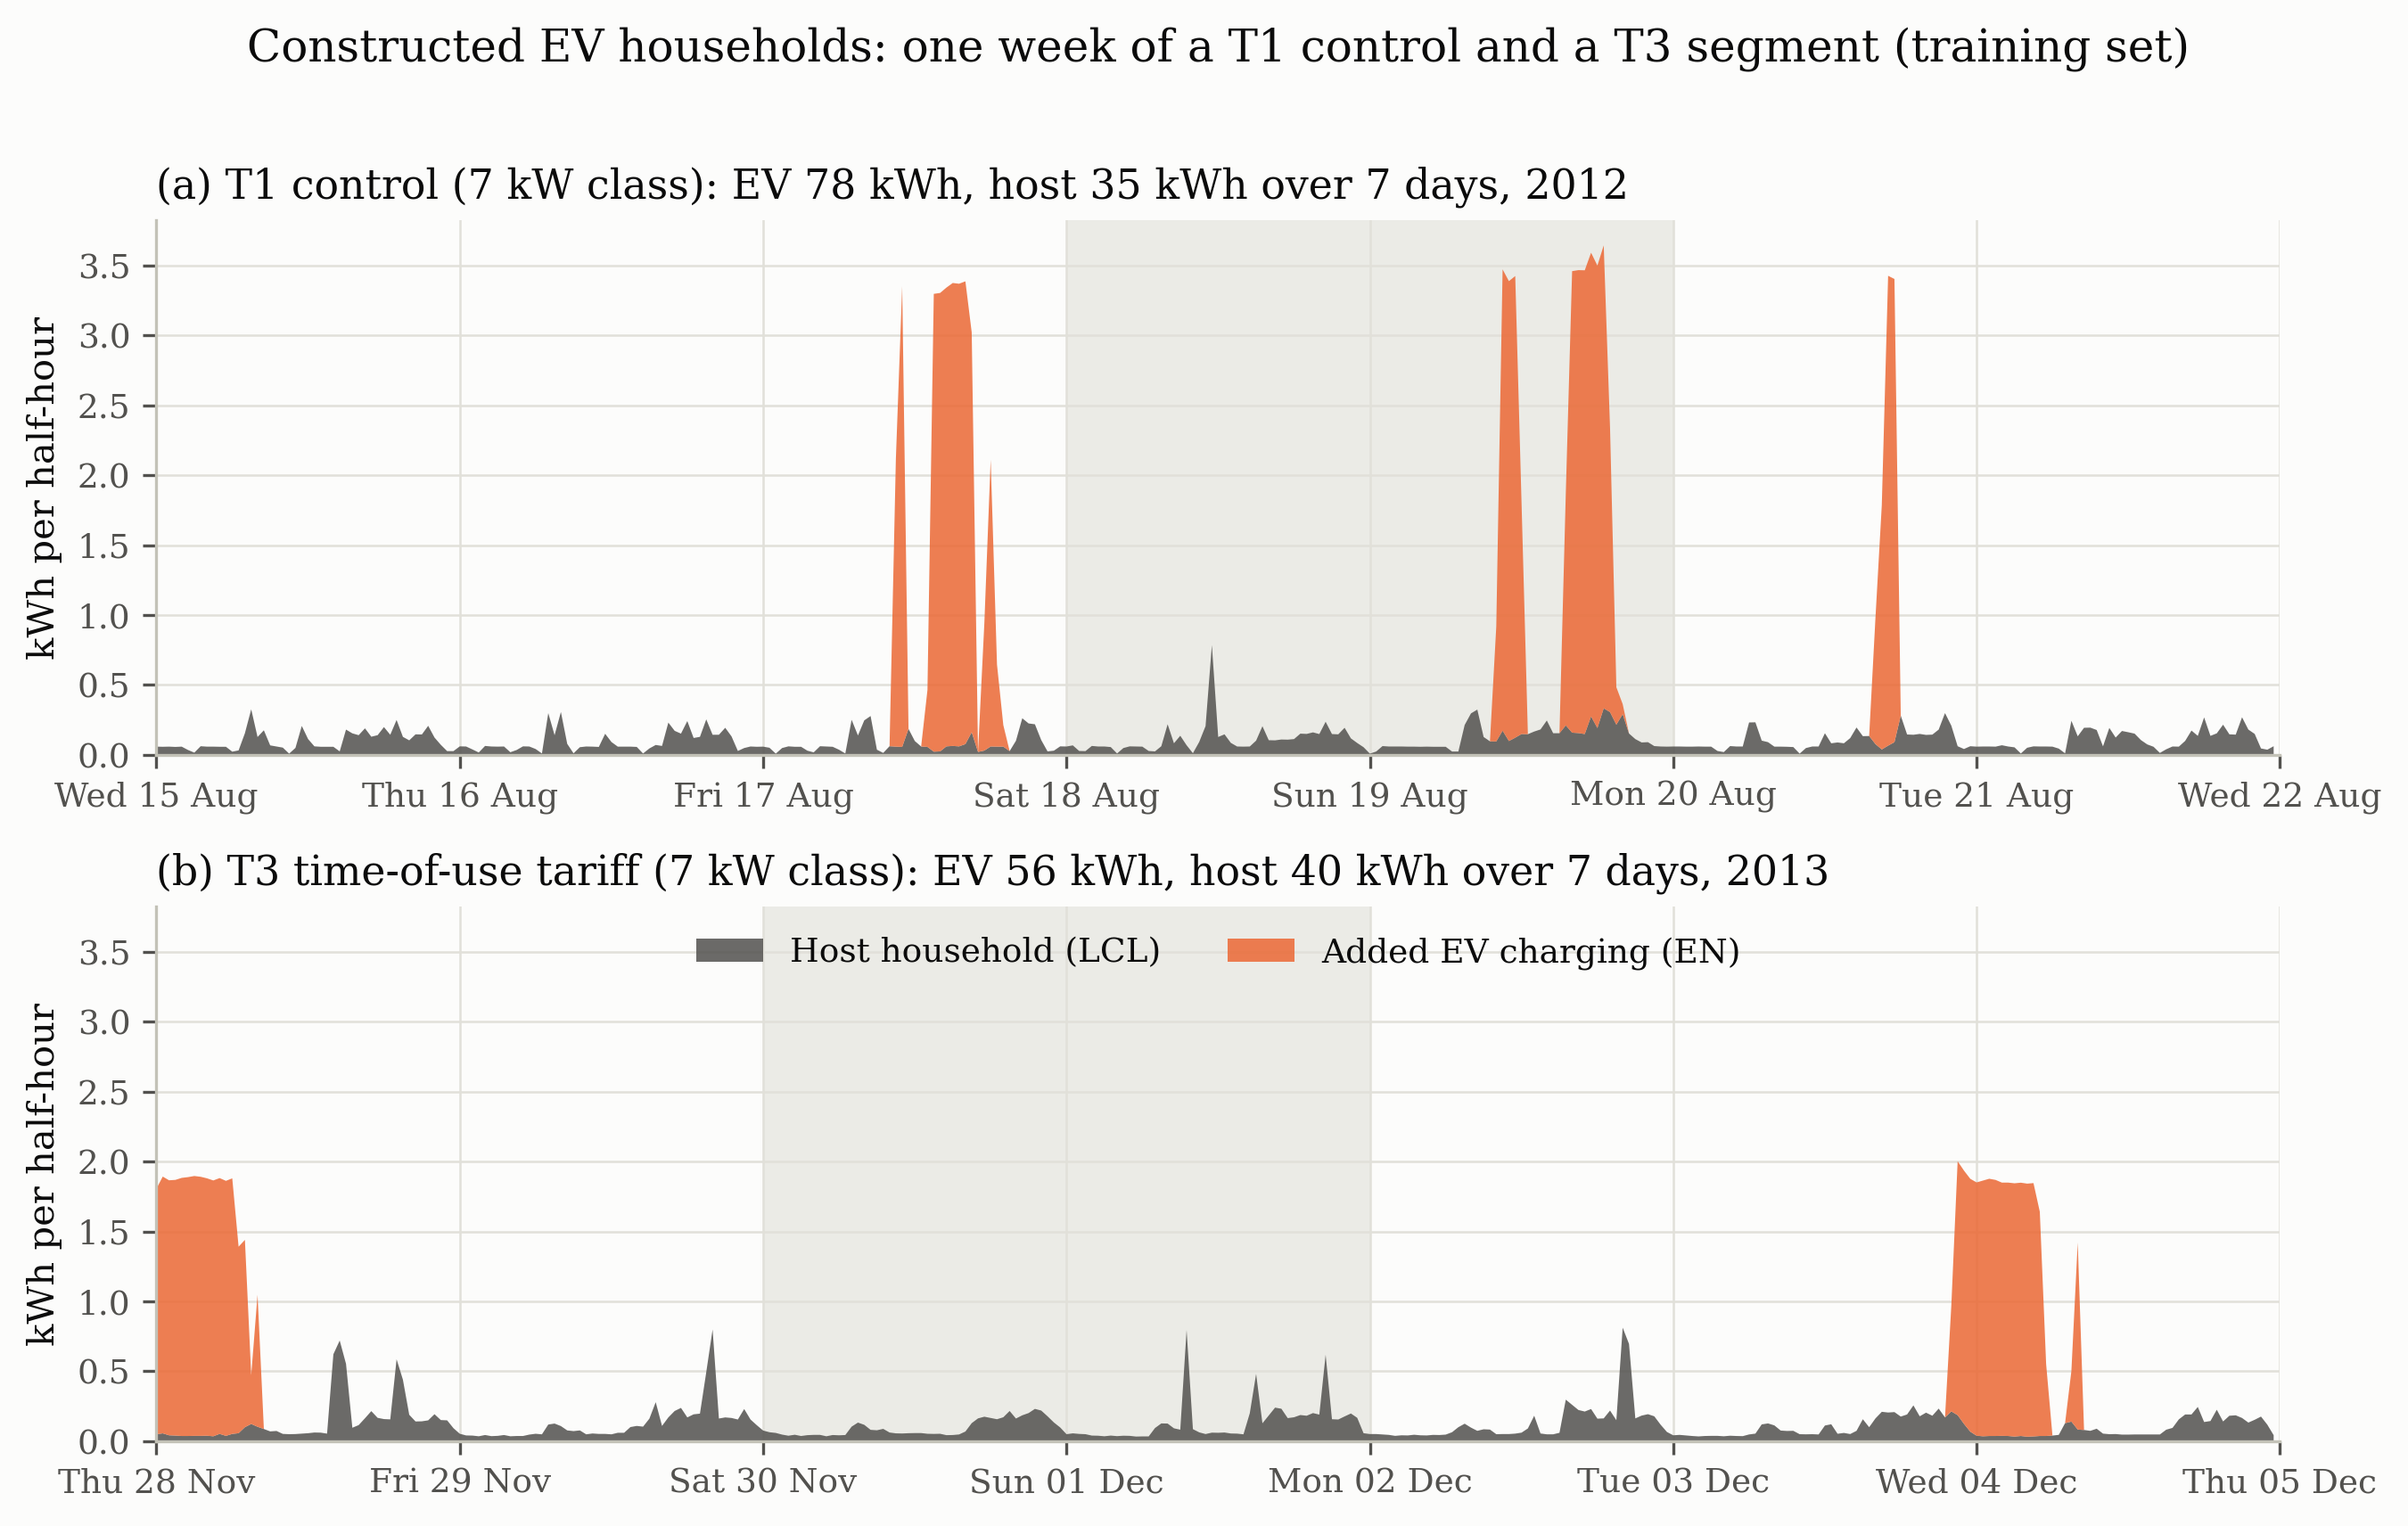 Constructed EV households: one week of a T1 control and a T3 segment (training set)
(a) T1 control (7 kW class): EV 78 kWh, host 35 kWh over 7 days, 2012
kWh per half-hour
3.5
3.0
2.5
2.0
1.5
1.0
0.5
0.0
Wed 15 Aug Thu 16 Aug Fri 17 Aug Sat 18 Aug Sun 19 Aug Mon 20 Aug Tue 21 Aug Wed 22 Aug
(b) T3 time-of-use tariff (7 kW class): EV 56 kWh, host 40 kWh over 7 days, 2013
Host household (LCL) Added EV charging (EN)
kWh per half-hour
3.5
3.0
2.5
2.0
1.5
1.0
0.5
0.0
Thu 28 Nov Fri 29 Nov Sat 30 Nov Sun 01 Dec Mon 02 Dec Tue 03 Dec Wed 04 Dec Thu 05 Dec